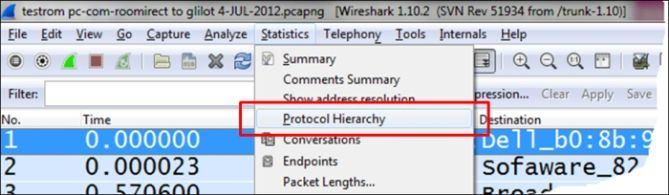 testrom pc-com-roomirect to glilot 4-JUL-2012.pcapng [Wireshark 1.10.2 (SVN Rev 51934 from /trunk-1.10)]
File Edit View Go Capture Analyze Statistics Telephony Tools Internals Help
Summary
Comments Summary
Show address resolution
Filter: Protocol Hierarchy pression... Clear Apply Save
No. Time Conversations Destination
1 0.000000 Endpoints Dell_b0:8b:9
2 0.000023 Packet Lengths... Sofaware_82
3 0.570600 Broad